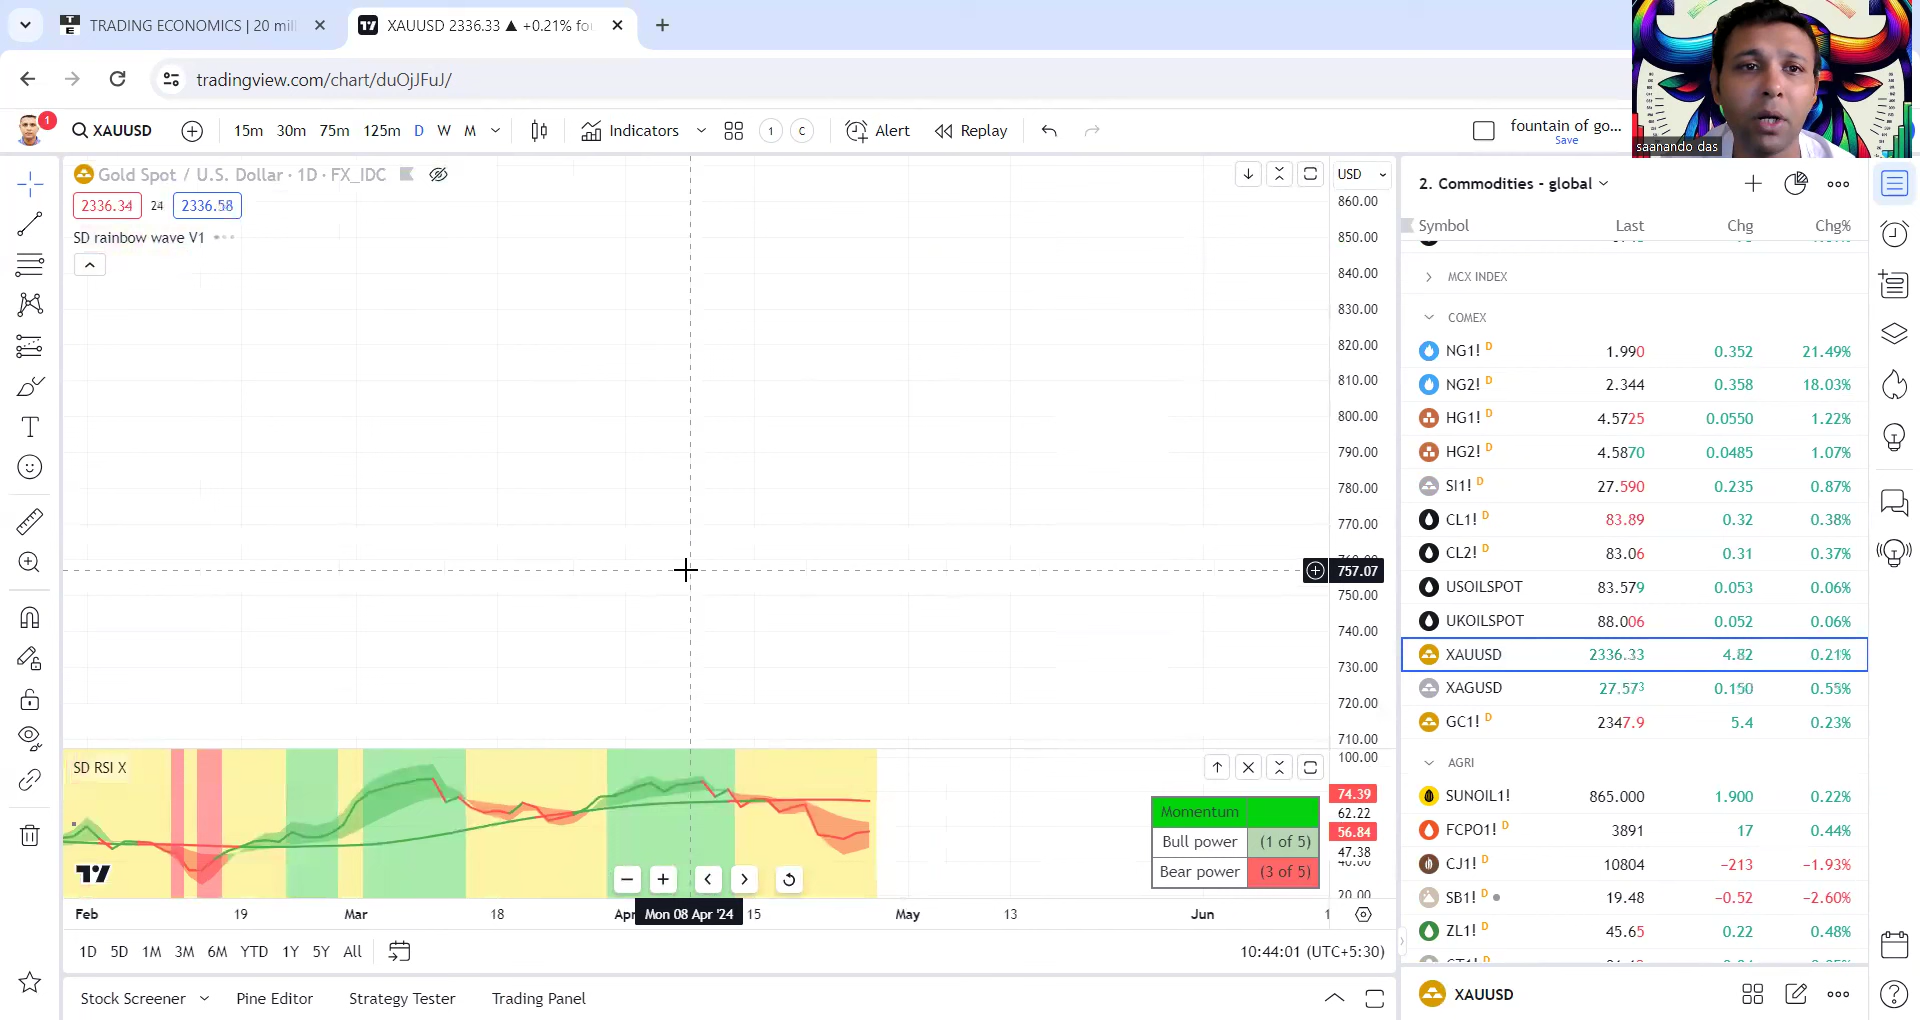 TRADING ECONOMICS | 20 mil
XAUUSD 2336.33 ▲ +0.21% fo
tradingview.com/chart/duOjJFuJ/
saanando das
1
XAUUSD
15m 30m 75m 125m D W M
Indicators
1 C
Alert
Replay
fountain of go...
Save
Gold Spot / U.S. Dollar · 1D · FX_IDC
2336.34 24 2336.58
SD rainbow wave V1
USD
860.00
850.00
840.00
830.00
820.00
810.00
800.00
790.00
780.00
770.00
757.07
750.00
740.00
730.00
720.00
710.00
SD RSI X
100.00
74.39
62.22
56.84
47.38
40.00
20.00
Momentum
Bull power (1 of 5)
Bear power (3 of 5)
Feb 19 Mar 18 Apr Mon 08 Apr '24 15 May 13 Jun 1
1D 5D 1M 3M 6M YTD 1Y 5Y All
10:44:01 (UTC+5:30)
Stock Screener Pine Editor Strategy Tester Trading Panel
2. Commodities - global
Symbol Last Chg Chg%
MCX INDEX
COMEX
NG1! D 1.990 0.352 21.49%
NG2! D 2.344 0.358 18.03%
HG1! D 4.5725 0.0550 1.22%
HG2! D 4.5870 0.0485 1.07%
SI1! D 27.590 0.235 0.87%
CL1! D 83.89 0.32 0.38%
CL2! D 83.06 0.31 0.37%
USOILSPOT 83.579 0.053 0.06%
UKOILSPOT 88.006 0.052 0.06%
XAUUSD 2336.33 4.82 0.21%
XAGUSD 27.573 0.150 0.55%
GC1! D 2347.9 5.4 0.23%
AGRI
SUNOIL1! 865.000 1.900 0.22%
FCPO1! D 3891 17 0.44%
CJ1! D 10804 −213 −1.93%
SB1! D 19.48 −0.52 −2.60%
ZL1! D 45.65 0.22 0.48%
XAUUSD